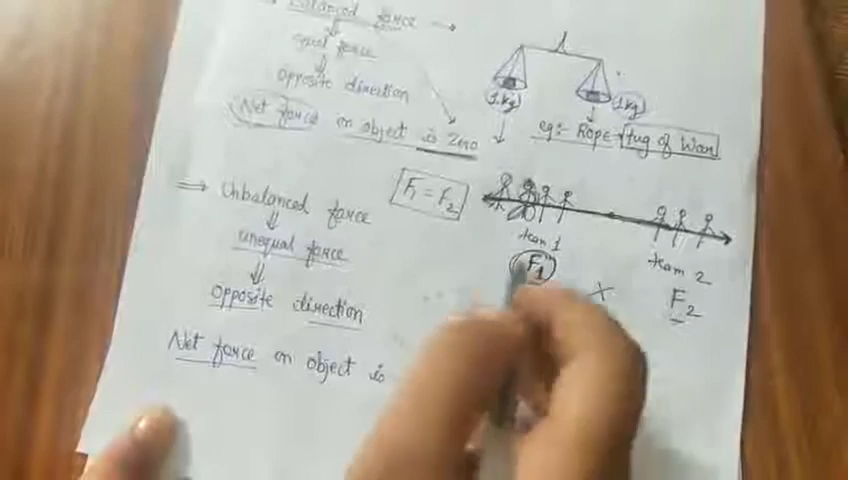 Balanced force →
equal force
opposite direction
Net force on object is Zero
1 kg
1 kg
eg:- Rope tug of War
F₁ = F₂
⇒ Unbalanced force
unequal force
opposite direction
Net force on object is
team 1
F₁
team 2
F₂